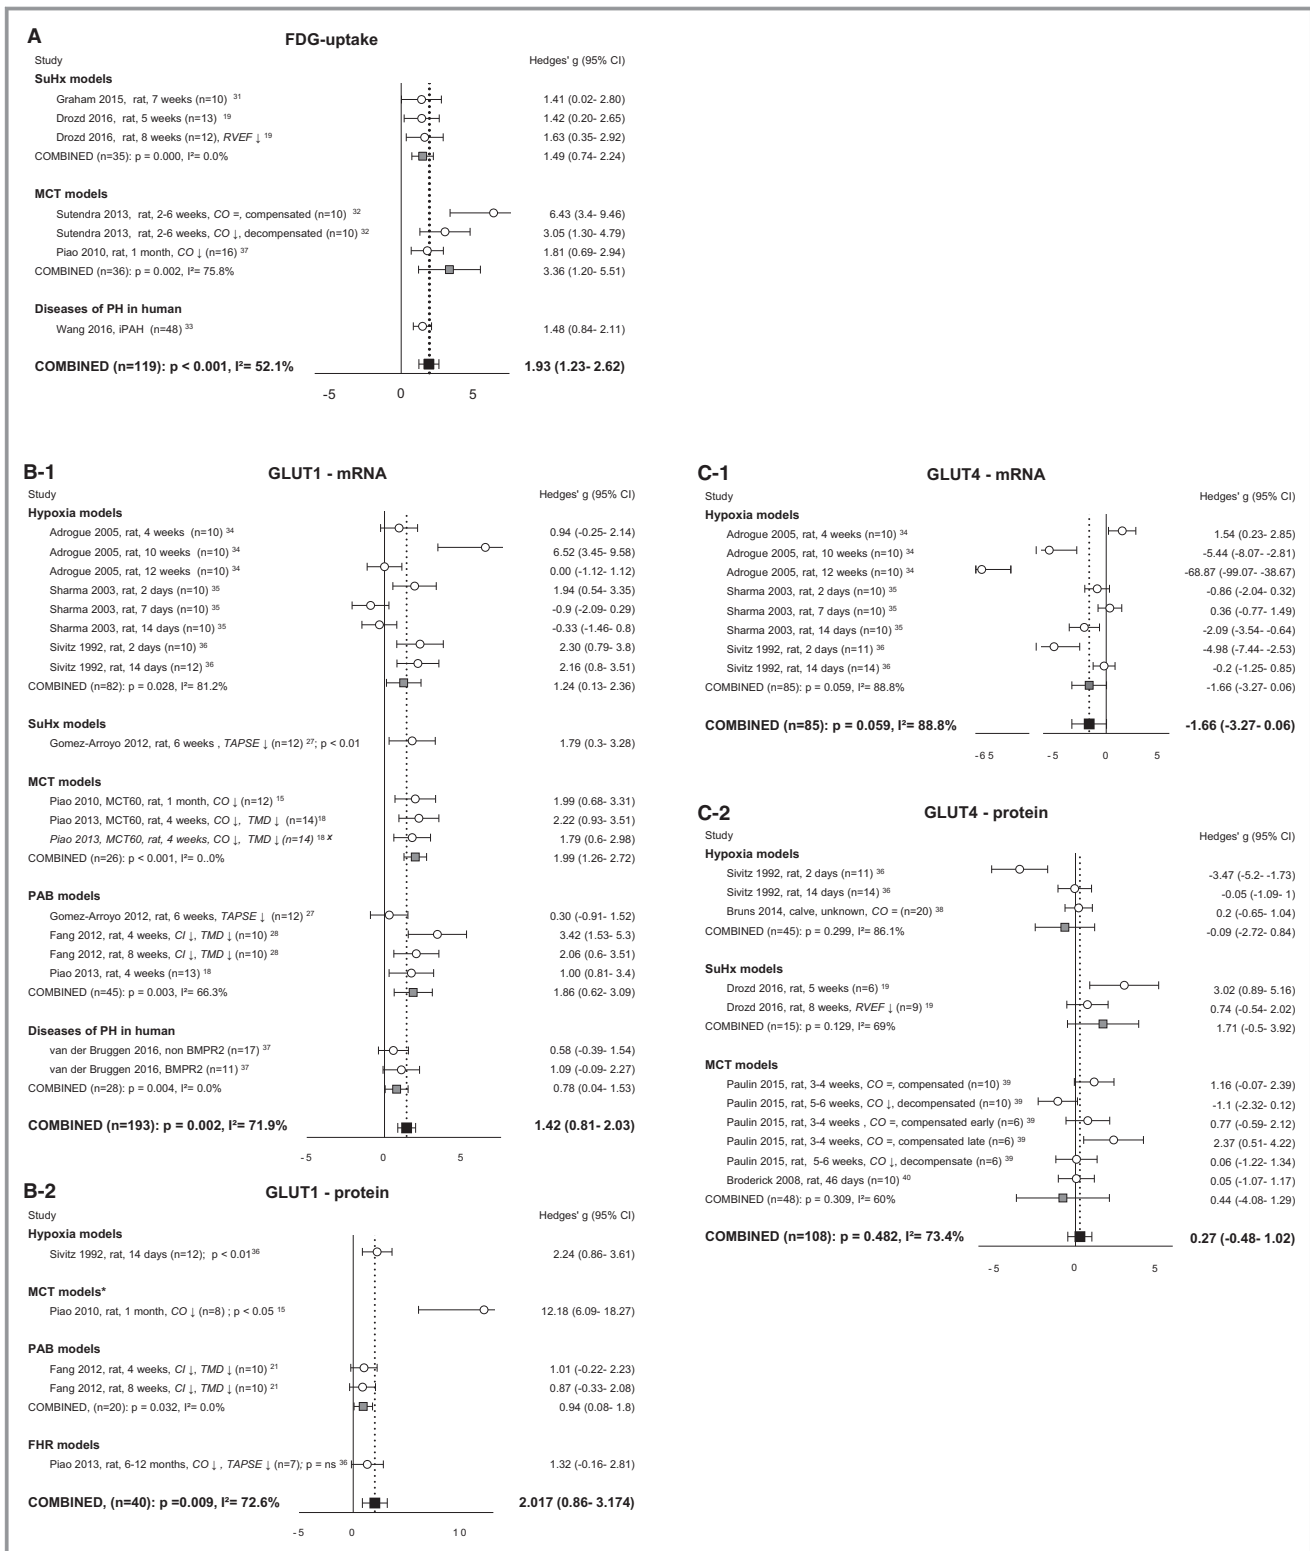 A
FDG-uptake
Study Hedges' g (95% CI)
SuHx models
Graham 2015, rat, 7 weeks (n=10) 31 1.41 (0.02- 2.80)
Drozd 2016, rat, 5 weeks (n=13) 19 1.42 (0.20- 2.65)
Drozd 2016, rat, 8 weeks (n=12), RVEF ↓ 19 1.63 (0.35- 2.92)
COMBINED (n=35): p = 0.000, I²= 0.0% 1.49 (0.74- 2.24)
MCT models
Sutendra 2013, rat, 2-6 weeks, CO =, compensated (n=10) 32 6.43 (3.4- 9.46)
Sutendra 2013, rat, 2-6 weeks, CO ↓, decompensated (n=10) 32 3.05 (1.30- 4.79)
Piao 2010, rat, 1 month, CO ↓ (n=16) 37 1.81 (0.69- 2.94)
COMBINED (n=36): p = 0.002, I²= 75.8% 3.36 (1.20- 5.51)
Diseases of PH in human
Wang 2016, iPAH (n=48) 33 1.48 (0.84- 2.11)
COMBINED (n=119): p < 0.001, I²= 52.1% 1.93 (1.23- 2.62)
-5 0 5
B-1
GLUT1 - mRNA
Study Hedges' g (95% CI)
Hypoxia models
Adrogue 2005, rat, 4 weeks (n=10) 34 0.94 (-0.25- 2.14)
Adrogue 2005, rat, 10 weeks (n=10) 34 6.52 (3.45- 9.58)
Adrogue 2005, rat, 12 weeks (n=10) 34 0.00 (-1.12- 1.12)
Sharma 2003, rat, 2 days (n=10) 35 1.94 (0.54- 3.35)
Sharma 2003, rat, 7 days (n=10) 35 -0.9 (-2.09- 0.29)
Sharma 2003, rat, 14 days (n=10) 35 -0.33 (-1.46- 0.8)
Sivitz 1992, rat, 2 days (n=10) 36 2.30 (0.79- 3.8)
Sivitz 1992, rat, 14 days (n=12) 36 2.16 (0.8- 3.51)
COMBINED (n=82): p = 0.028, I²= 81.2% 1.24 (0.13- 2.36)
SuHx models
Gomez-Arroyo 2012, rat, 6 weeks , TAPSE ↓ (n=12) 27; p < 0.01 1.79 (0.3- 3.28)
MCT models
Piao 2010, MCT60, rat, 1 month, CO ↓ (n=12) 15 1.99 (0.68- 3.31)
Piao 2013, MCT60, rat, 4 weeks, CO ↓, TMD ↓ (n=14)18 2.22 (0.93- 3.51)
Piao 2013, MCT60, rat, 4 weeks, CO ↓, TMD ↓ (n=14) 18 x 1.79 (0.6- 2.98)
COMBINED (n=26): p < 0.001, I²= 0..0% 1.99 (1.26- 2.72)
PAB models
Gomez-Arroyo 2012, rat, 6 weeks, TAPSE ↓ (n=12) 27 0.30 (-0.91- 1.52)
Fang 2012, rat, 4 weeks, CI ↓, TMD ↓ (n=10) 28 3.42 (1.53- 5.3)
Fang 2012, rat, 8 weeks, CI ↓, TMD ↓ (n=10) 28 2.06 (0.6- 3.51)
Piao 2013, rat, 4 weeks (n=13) 18 1.00 (0.81- 3.4)
COMBINED (n=45): p = 0.003, I²= 66.3% 1.86 (0.62- 3.09)
Diseases of PH in human
van der Bruggen 2016, non BMPR2 (n=17) 37 0.58 (-0.39- 1.54)
van der Bruggen 2016, BMPR2 (n=11) 37 1.09 (-0.09- 2.27)
COMBINED (n=28): p = 0.004, I²= 0.0% 0.78 (0.04- 1.53)
COMBINED (n=193): p = 0.002, I²= 71.9% 1.42 (0.81- 2.03)
0 5
B-2
GLUT1 - protein
Study Hedges' g (95% CI)
Hypoxia models
Sivitz 1992, rat, 14 days (n=12); p < 0.0136 2.24 (0.86- 3.61)
MCT models*
Piao 2010, rat, 1 month, CO ↓ (n=8) ; p < 0.05 15 12.18 (6.09- 18.27)
PAB models
Fang 2012, rat, 4 weeks, CI ↓, TMD ↓ (n=10) 21 1.01 (-0.22- 2.23)
Fang 2012, rat, 8 weeks, CI ↓, TMD ↓ (n=10) 21 0.87 (-0.33- 2.08)
COMBINED, (n=20): p = 0.032, I²= 0.0% 0.94 (0.08- 1.8)
FHR models
Piao 2013, rat, 6-12 months, CO ↓ , TAPSE ↓ (n=7); p = ns 36 1.32 (-0.16- 2.81)
COMBINED, (n=40): p =0.009, I²= 72.6% 2.017 (0.86- 3.174)
-5 0 10
C-1
GLUT4 - mRNA
Study Hedges' g (95% CI)
Hypoxia models
Adrogue 2005, rat, 4 weeks (n=10) 34 1.54 (0.23- 2.85)
Adrogue 2005, rat, 10 weeks (n=10) 34 -5.44 (-8.07- -2.81)
Adrogue 2005, rat, 12 weeks (n=10) 34 -68.87 (-99.07- -38.67)
Sharma 2003, rat, 2 days (n=10) 35 -0.86 (-2.04- 0.32)
Sharma 2003, rat, 7 days (n=10) 35 0.36 (-0.77- 1.49)
Sharma 2003, rat, 14 days (n=10) 35 -2.09 (-3.54- -0.64)
Sivitz 1992, rat, 2 days (n=11) 36 -4.98 (-7.44- -2.53)
Sivitz 1992, rat, 14 days (n=14) 36 -0.2 (-1.25- 0.85)
COMBINED (n=85): p = 0.059, I²= 88.8% -1.66 (-3.27- 0.06)
COMBINED (n=85): p = 0.059, I²= 88.8% -1.66 (-3.27- 0.06)
-65 -5 0 5
C-2
GLUT4 - protein
Study Hedges' g (95% CI)
Hypoxia models
Sivitz 1992, rat, 2 days (n=11) 36 -3.47 (-5.2- -1.73)
Sivitz 1992, rat, 14 days (n=14) 36 -0.05 (-1.09- 1)
Bruns 2014, calve, unknown, CO = (n=20) 38 0.2 (-0.65- 1.04)
COMBINED (n=45): p = 0.299, I²= 86.1% -0.09 (-2.72- 0.84)
SuHx models
Drozd 2016, rat, 5 weeks (n=6) 19 3.02 (0.89- 5.16)
Drozd 2016, rat, 8 weeks, RVEF ↓ (n=9) 19 0.74 (-0.54- 2.02)
COMBINED (n=15): p = 0.129, I²= 69% 1.71 (-0.5- 3.92)
MCT models
Paulin 2015, rat, 3-4 weeks, CO =, compensated (n=10) 39 1.16 (-0.07- 2.39)
Paulin 2015, rat, 5-6 weeks, CO ↓, decompensated (n=10) 39 -1.1 (-2.32- 0.12)
Paulin 2015, rat, 3-4 weeks , CO =, compensated early (n=6) 39 0.77 (-0.59- 2.12)
Paulin 2015, rat, 3-4 weeks, CO =, compensated late (n=6) 39 2.37 (0.51- 4.22)
Paulin 2015, rat, 5-6 weeks, CO ↓, decompensate (n=6) 39 0.06 (-1.22- 1.34)
Broderick 2008, rat, 46 days (n=10) 40 0.05 (-1.07- 1.17)
COMBINED (n=48): p = 0.309, I²= 60% 0.44 (-4.08- 1.29)
COMBINED (n=108): p = 0.482, I²= 73.4% 0.27 (-0.48- 1.02)
-5 0 5